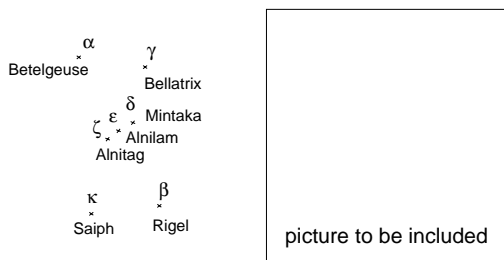 α
γ
Betelgeuse
Bellatrix
δ
Mintaka
ε
ζ
Alnilam
Alnitag
κ
β
Saiph
Rigel
picture to be included